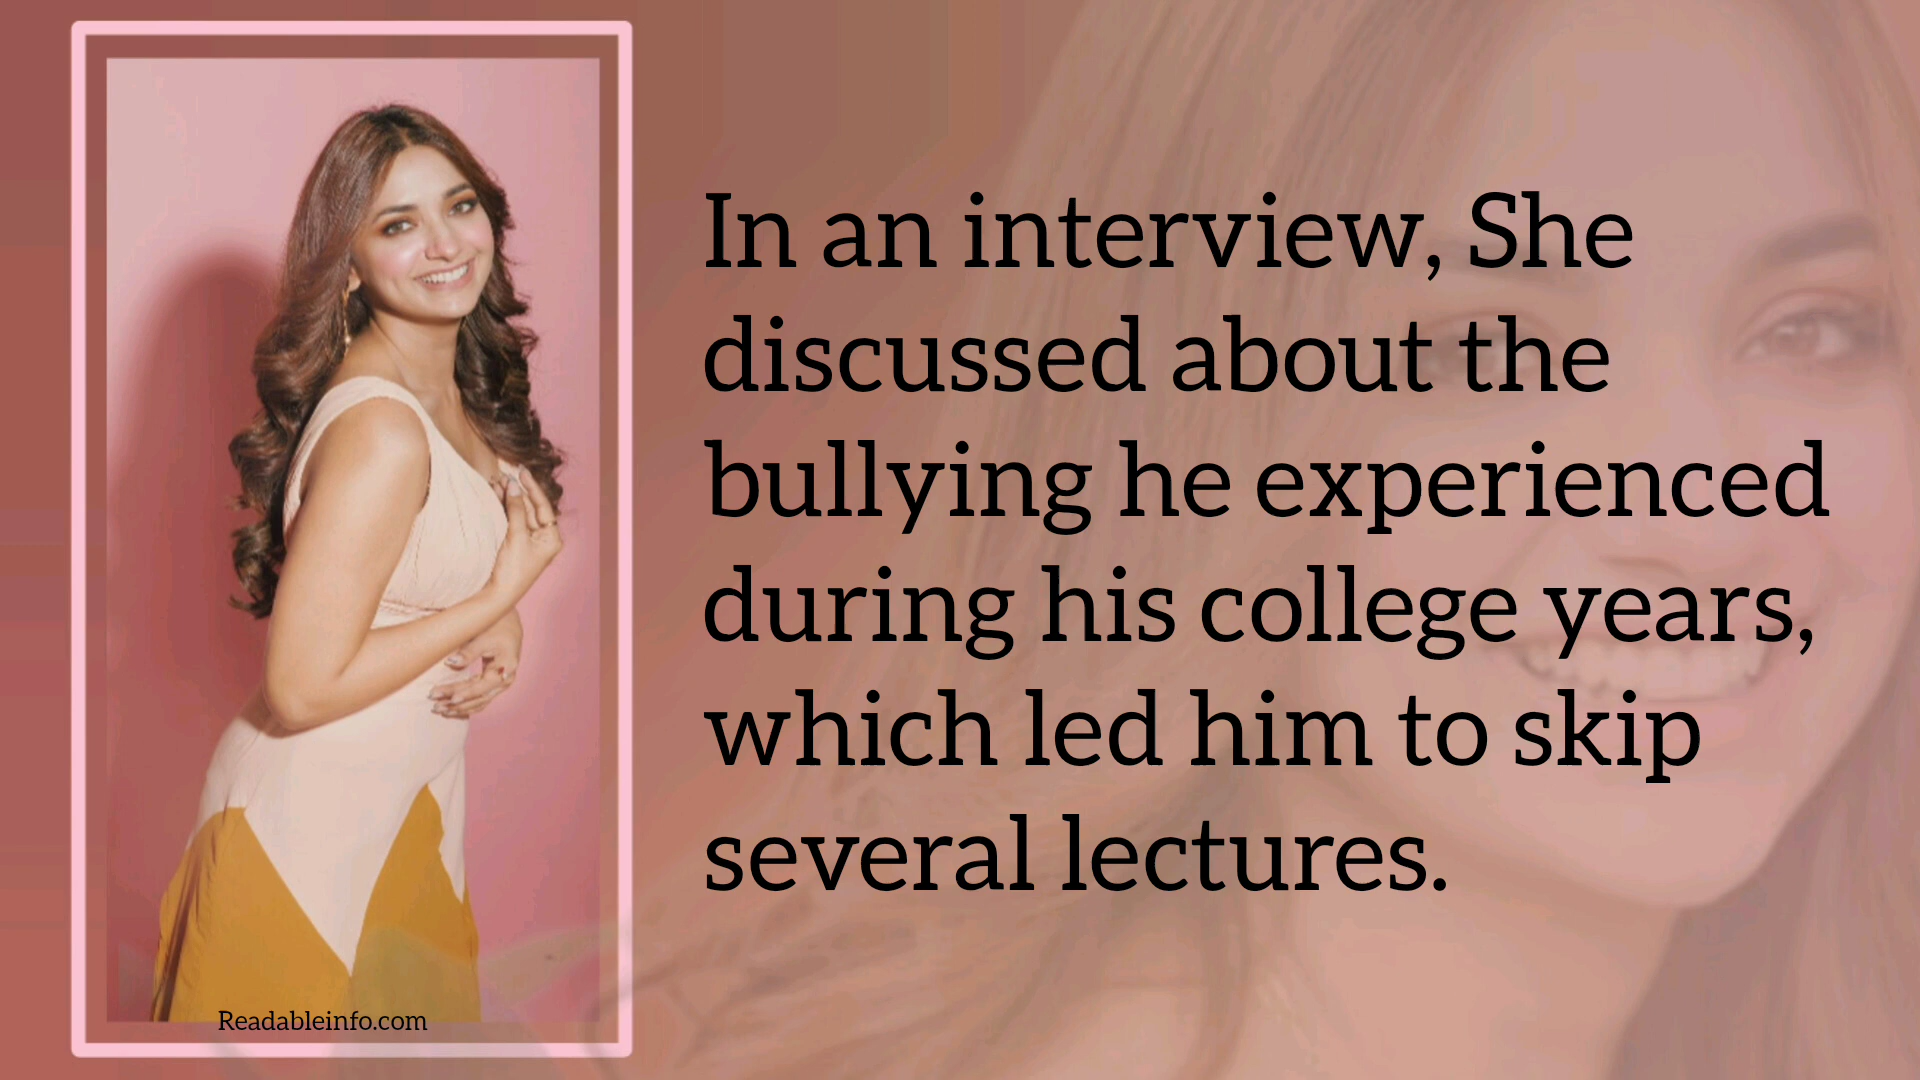 In an interview, She
discussed about the
bullying he experienced
during his college years,
which led him to skip
several lectures.
Readableinfo.com